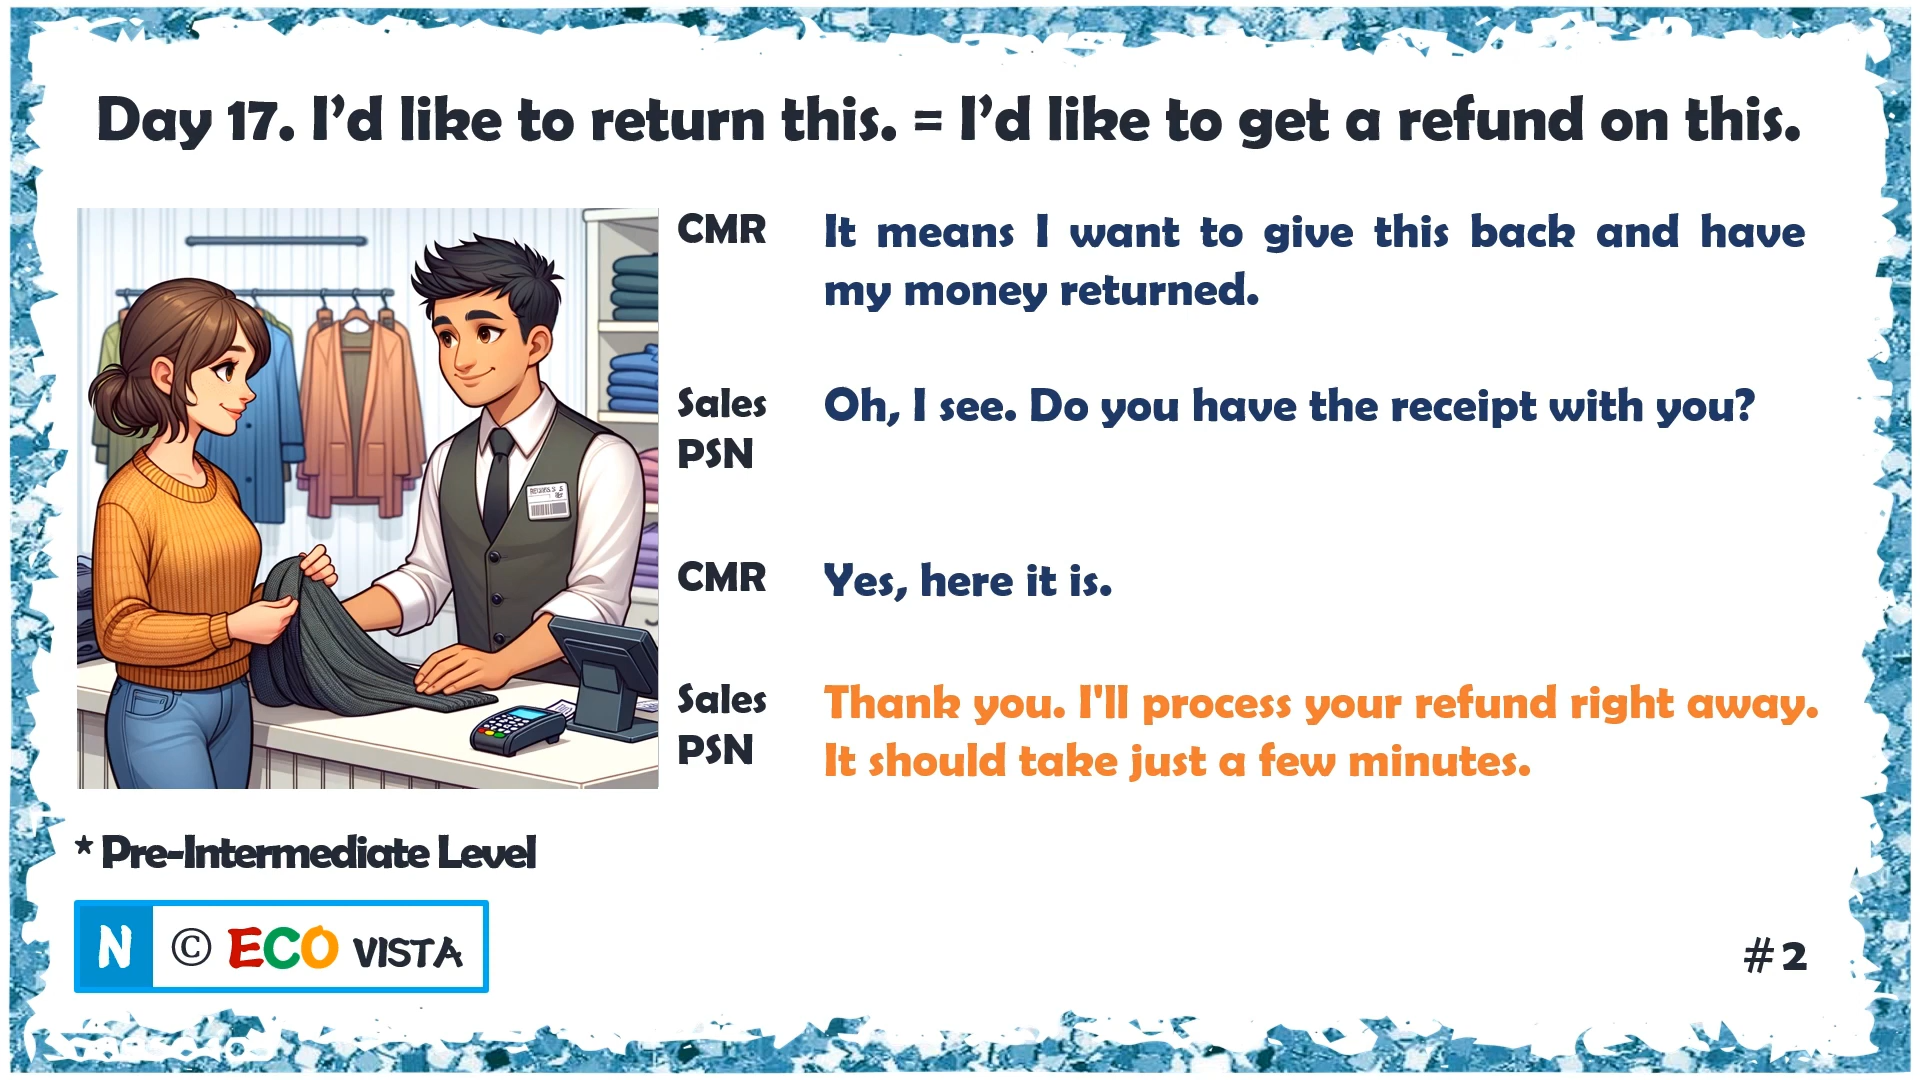 Day 17. I’d like to return this. = I’d like to get a refund on this.
CMR
It means I want to give this back and have
my money returned.
Sales
PSN
Oh, I see. Do you have the receipt with you?
CMR
Yes, here it is.
Sales
PSN
Thank you. I'll process your refund right away.
It should take just a few minutes.
* Pre-Intermediate Level
N © ECO VISTA
#2